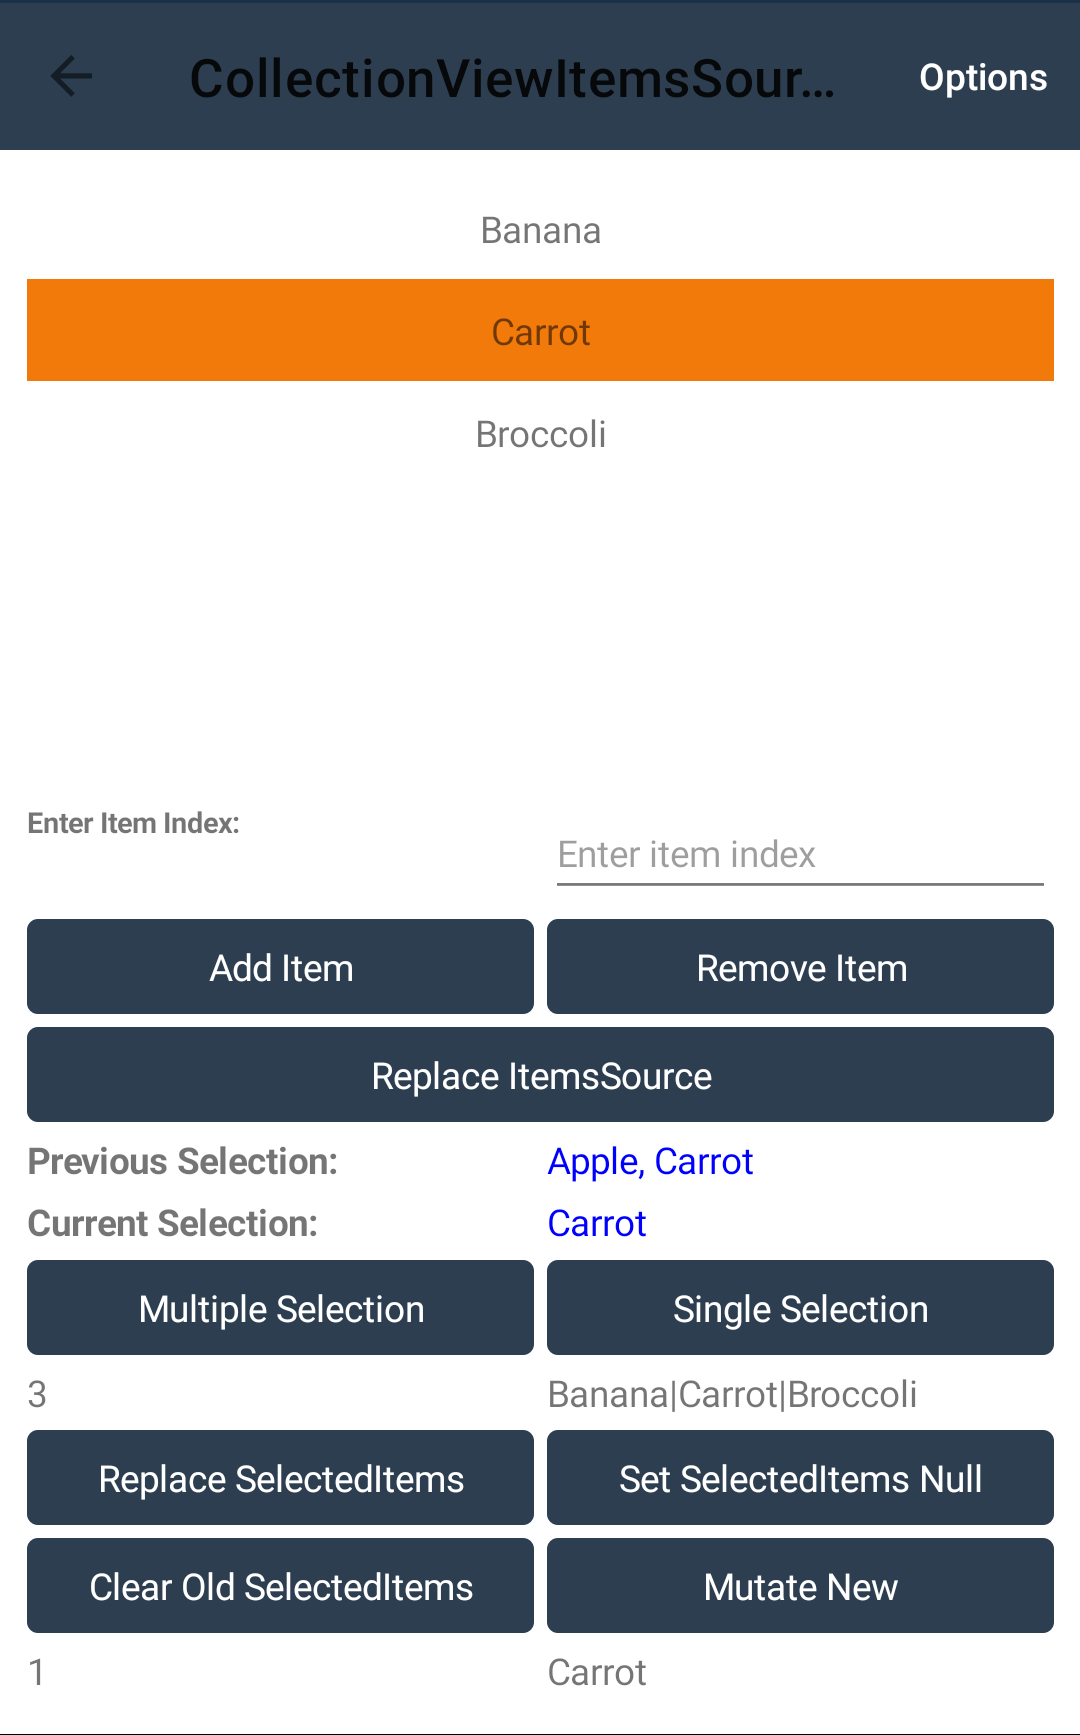 CollectionViewItemsSour...
Options
Banana
Carrot
Broccoli
Enter Item Index:
Enter item index
Add Item
Remove Item
Replace ItemsSource
Previous Selection:
Apple, Carrot
Current Selection:
Carrot
Multiple Selection
Single Selection
3
Banana|Carrot|Broccoli
Replace SelectedItems
Set SelectedItems Null
Clear Old SelectedItems
Mutate New
1
Carrot